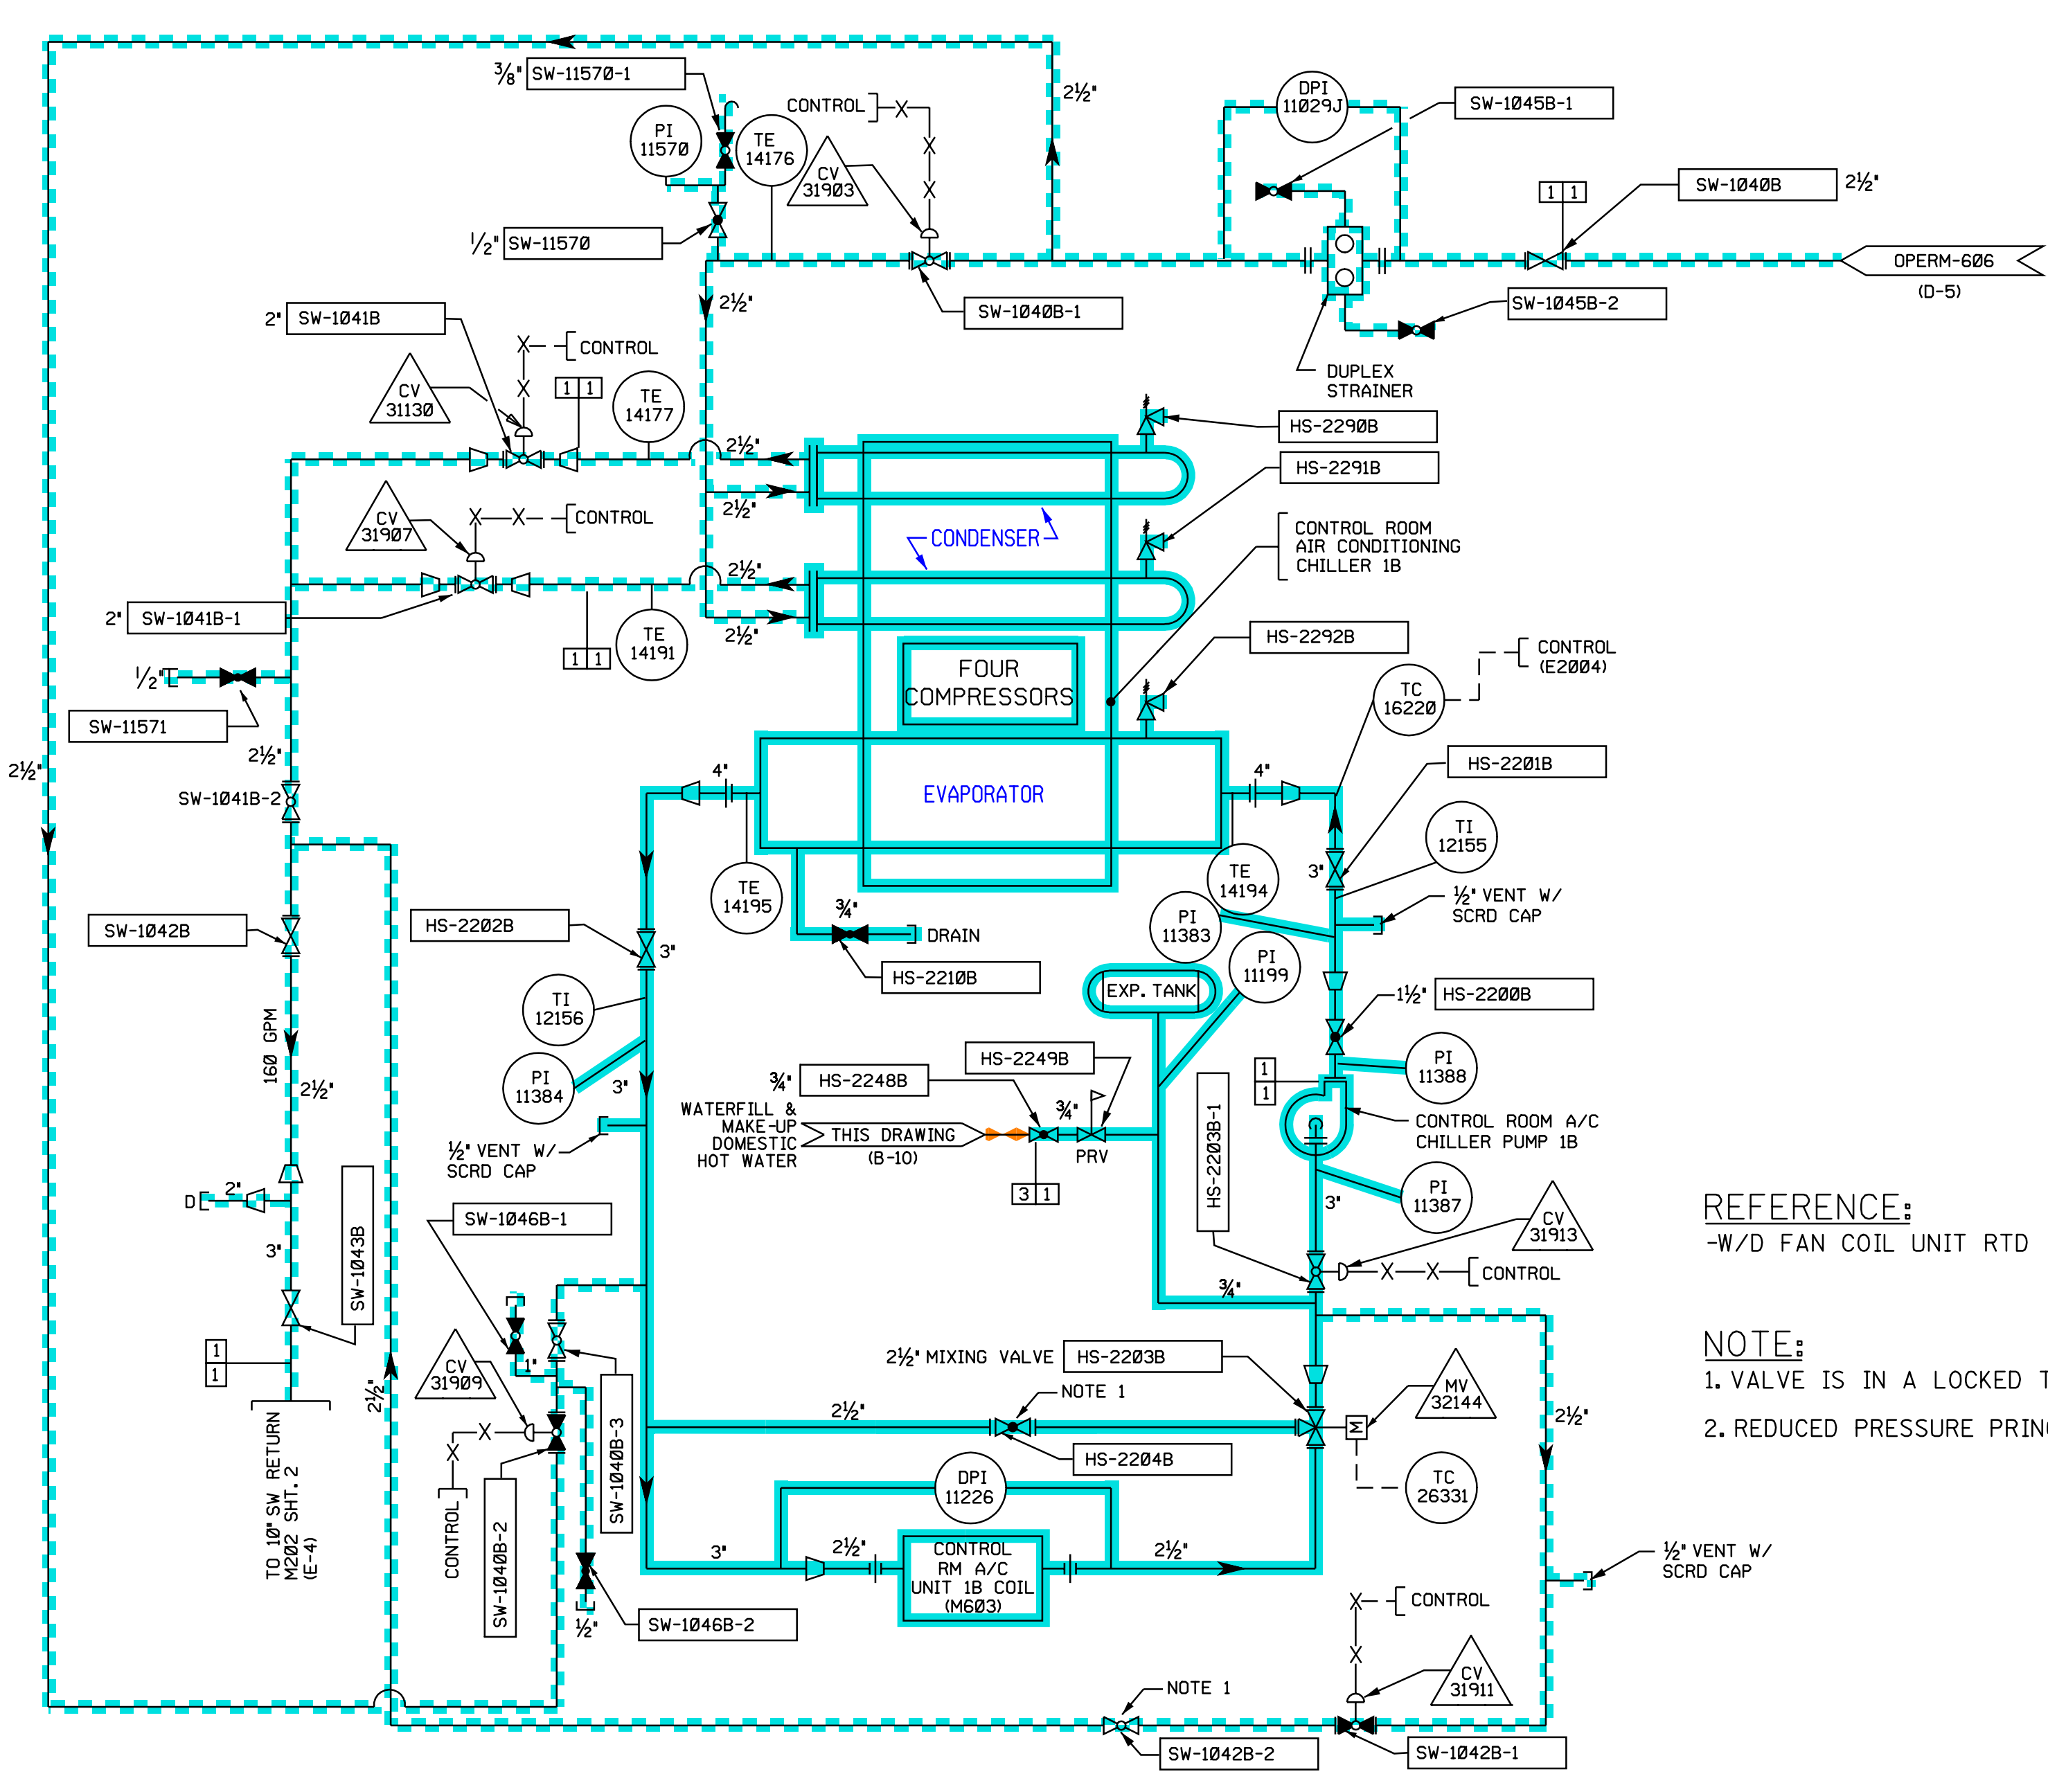 3/8" SW-11570-1
CONTROL
2½"
DPI
11029J
SW-1045B-1
PI
11570
TE
14176
CV
31903
SW-1040B 2½"
1 1
1/2" SW-11570
OPERM-606
(D-5)
2½"
SW-1040B-1
SW-1045B-2
2" SW-1041B
CONTROL
DUPLEX
STRAINER
CV
31130
1 1
TE
14177
HS-2290B
2½"
HS-2291B
2½"
CV
31907
CONTROL
CONDENSER
CONTROL ROOM
AIR CONDITIONING
CHILLER 1B
2½"
2" SW-1041B-1
2½"
TE
14191
1 1
HS-2292B
CONTROL
(E2004)
FOUR
COMPRESSORS
1/2"
TC
16220
SW-11571
2½"
2½"
HS-2201B
4"
4"
SW-1041B-2
EVAPORATOR
TI
12155
3"
TE
14195
TE
14194
½" VENT W/
SCRD CAP
SW-1042B
HS-2202B
3"
¾"
DRAIN
PI
11383
PI
11199
HS-2210B
EXP. TANK
1½" HS-2200B
TI
12156
160 GPM
2½"
PI
11384
3"
HS-2249B
¾" HS-2248B
PI
11388
1
1
WATERFILL &
MAKE-UP
DOMESTIC
HOT WATER
THIS DRAWING
(B-10)
¾"
PRV
3 1
HS-2203B-1
CONTROL ROOM A/C
CHILLER PUMP 1B
½" VENT W/
SCRD CAP
D
2"
PI
11387
3"
CV
31913
REFERENCE:
-W/D FAN COIL UNIT RTD
3"
SW-1043B
SW-1046B-1
¾"
CONTROL
1
1
1"
CV
31909
2½" MIXING VALVE HS-2203B
NOTE:
1. VALVE IS IN A LOCKED T
2. REDUCED PRESSURE PRIN
NOTE 1
MV
32144
2½"
2½"
2½"
M
HS-2204B
TO 10" SW RETURN
M202 SHT. 2
(E-4)
CONTROL
SW-1040B-2
SW-1040B-3
DPI
11226
TC
26331
3"
2½"
CONTROL
RM A/C
UNIT 1B COIL
(M603)
2½"
½" VENT W/
SCRD CAP
½"
SW-1046B-2
CONTROL
NOTE 1
CV
31911
SW-1042B-2
SW-1042B-1